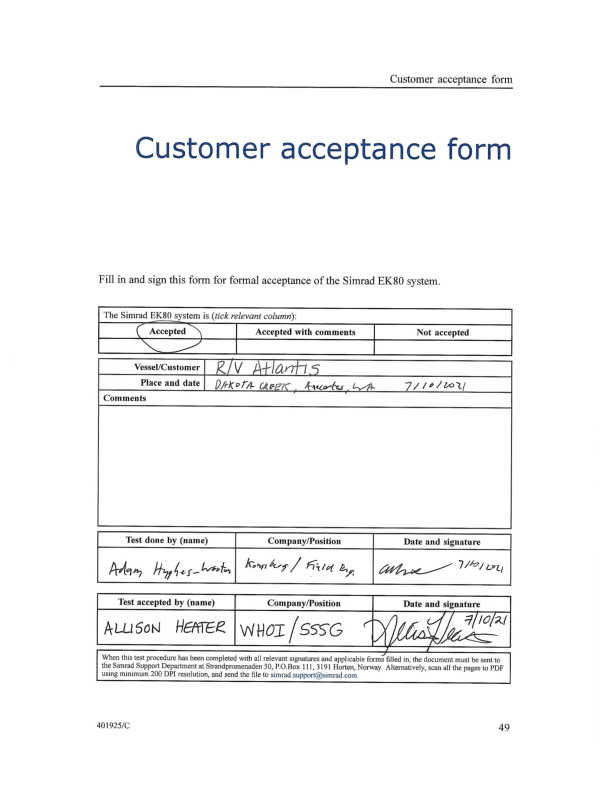 Customer acceptance form
Customer acceptance form
Fill in and sign this form for formal acceptance of the Simrad EK80 system.
The Simrad EK80 system is (tick relevant column):
Accepted Accepted with comments Not accepted
Vessel/Customer R/V Atlantis
Place and date DAKOTA CREEK, WA 7/10/2021
Comments
Test done by (name) Company/Position Date and signature
Adam Hughes-Wooton Kongsberg / Field Eng. 7/10/2021
Test accepted by (name) Company/Position Date and signature
ALLISON HEATER WHOI/SSSG 7/10/21
When this test procedure has been completed with all relevant signatures and applicable forms filled in, the document must be sent to
the Simrad Support Department at Strandpromenaden 50, P.O.Box 111, 3191 Horten, Norway. Alternatively, scan all the pages to PDF
using minimum 200 DPI resolution, and send the file to simrad.support@simrad.com.
401925/C 49